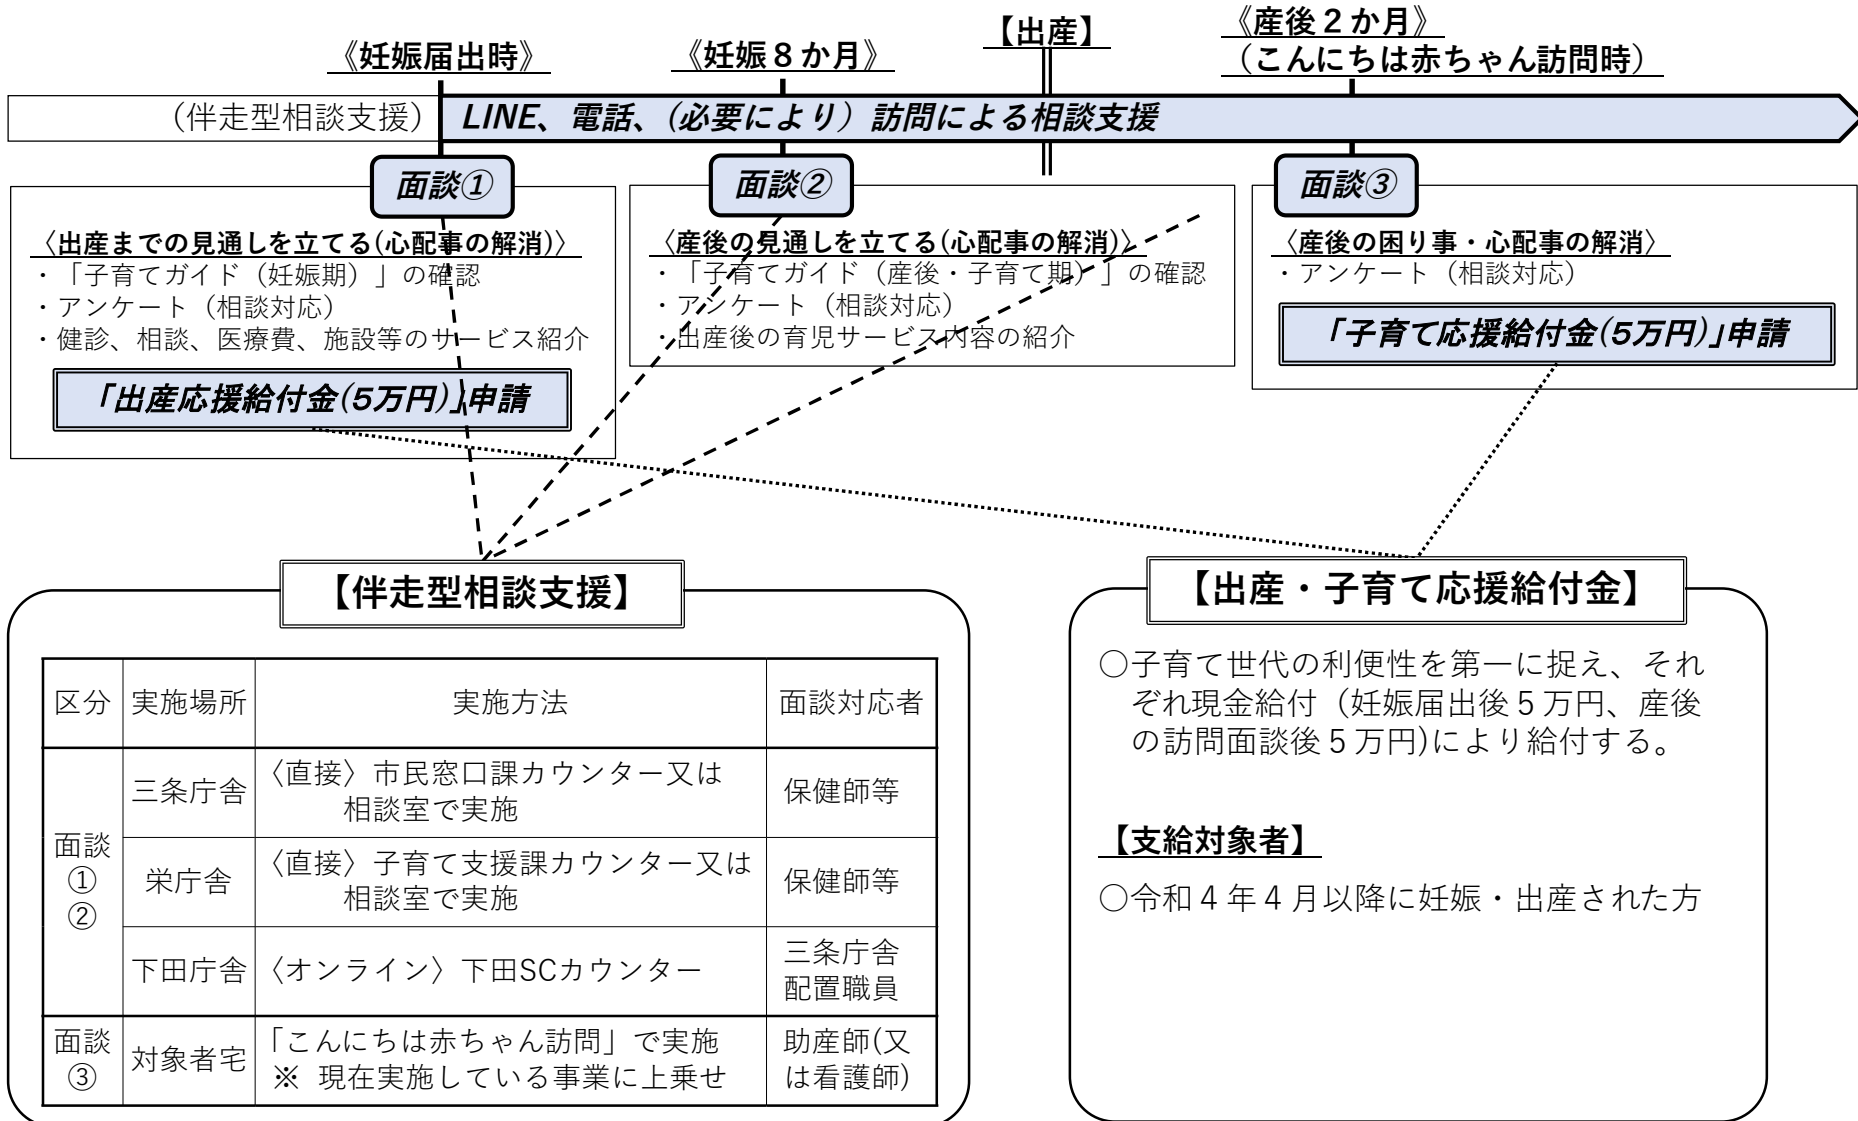 《妊娠届出時》
《妊娠８か月》
【出産】
《産後２か月》
（こんにちは赤ちゃん訪問時）
（伴走型相談支援）
LINE、電話、（必要により）訪問による相談支援
面談①
〈出産までの見通しを立てる(心配事の解消)〉
・「子育てガイド（妊娠期）」の確認
・アンケート（相談対応）
・健診、相談、医療費、施設等のサービス紹介
「出産応援給付金(5万円)」申請
面談②
〈産後の見通しを立てる(心配事の解消)〉
・「子育てガイド（産後・子育て期）」の確認
・アンケート（相談対応）
・出産後の育児サービス内容の紹介
面談③
〈産後の困り事・心配事の解消〉
・アンケート（相談対応）
「子育て応援給付金(5万円)」申請
【伴走型相談支援】
区分 実施場所 実施方法 面談対応者
面談
①
②
三条庁舎
〈直接〉市民窓口課カウンター又は
相談室で実施
保健師等
栄庁舎
〈直接〉子育て支援課カウンター又は
相談室で実施
保健師等
下田庁舎
〈オンライン〉下田SCカウンター
三条庁舎
配置職員
面談
③
対象者宅
「こんにちは赤ちゃん訪問」で実施
※ 現在実施している事業に上乗せ
助産師(又
は看護師)
【出産・子育て応援給付金】
○子育て世代の利便性を第一に捉え、それ
ぞれ現金給付（妊娠届出後５万円、産後
の訪問面談後５万円)により給付する。
【支給対象者】
○令和４年４月以降に妊娠・出産された方